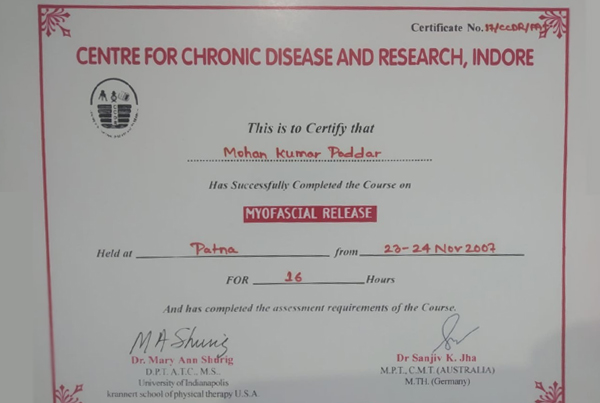 Certificate No. 
CENTRE FOR CHRONIC DISEASE AND RESEARCH, INDORE
This is to Certify that
Mohan Kumar Poddar
Has Successfully Completed the Course on
MYOFASCIAL RELEASE
Held at Patna from 23-24 Nov 2007
FOR 16 Hours
And has completed the assessment requirements of the Course.
M A Shurig
Dr. Mary Ann Shurig
D.P.T. A.T.C., M.S..
University of Indianapolis
krannert school of physical therapy U.S.A
Dr Sanjiv K. Jha
M.P.T., C.M.T. (AUSTRALIA)
M.TH. (Germany)